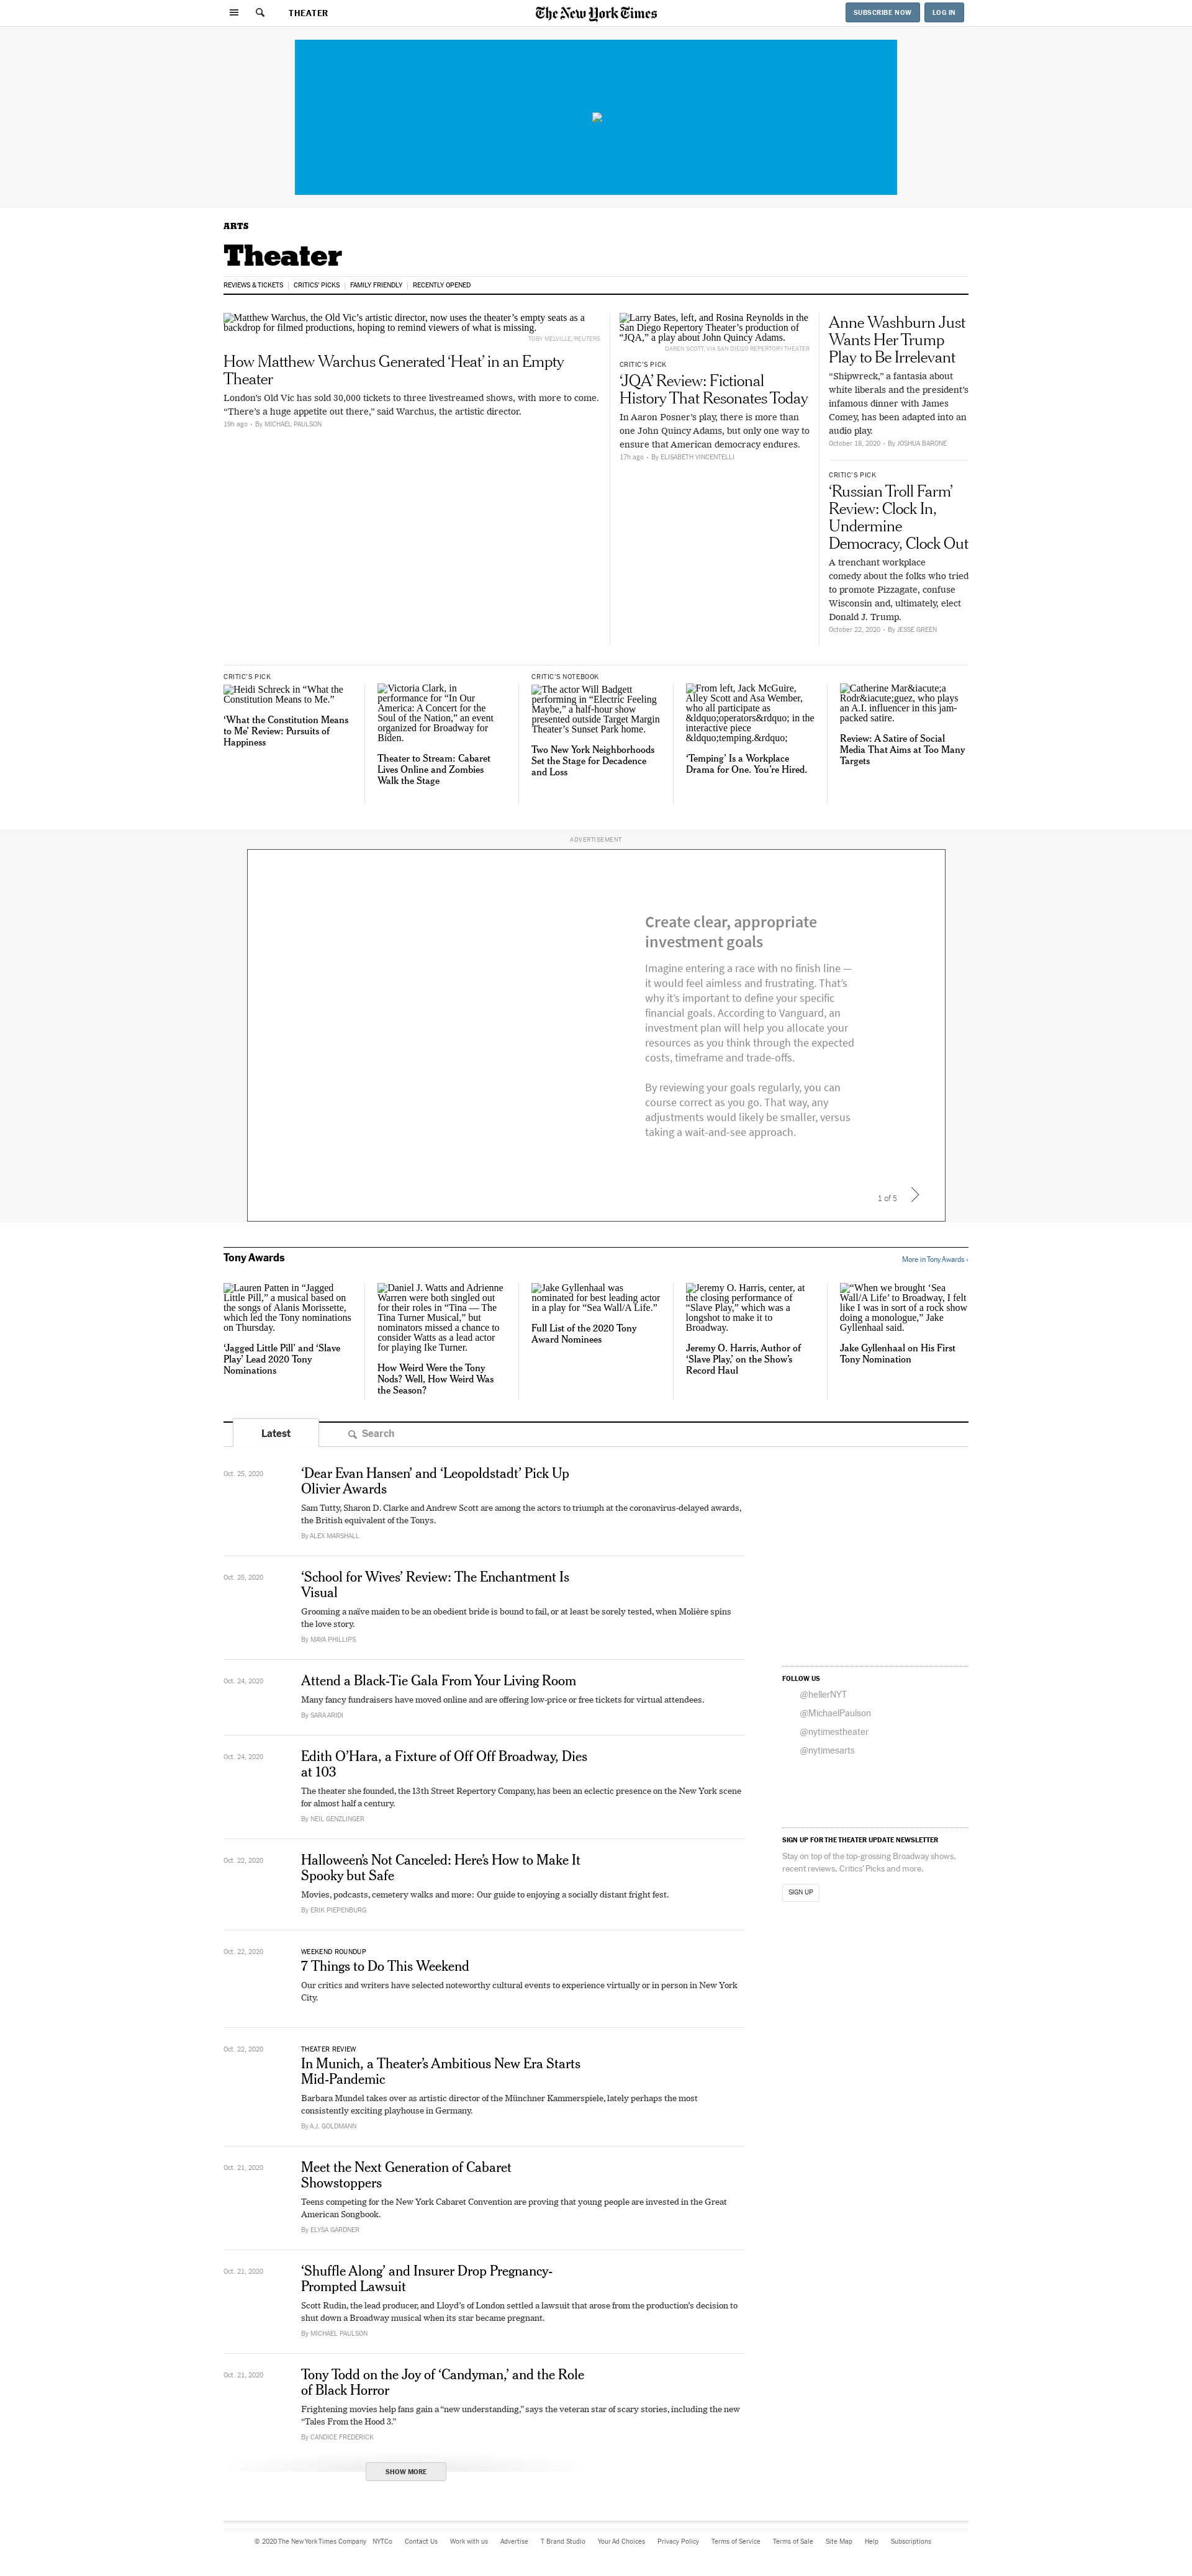 THEATER
The New York Times
SUBSCRIBE NOW
LOG IN
ARTS
Theater
REVIEWS & TICKETS
CRITICS' PICKS
FAMILY FRIENDLY
RECENTLY OPENED
Matthew Warchus, the Old Vic’s artistic director, now uses the theater’s empty seats as a
backdrop for filmed productions, hoping to remind viewers of what is missing.
TOBY MELVILLE/REUTERS
How Matthew Warchus Generated ‘Heat’ in an Empty
Theater
London’s Old Vic has sold 30,000 tickets to three livestreamed shows, with more to come.
“There’s a huge appetite out there,” said Warchus, the artistic director.
19h ago • By MICHAEL PAULSON
Larry Bates, left, and Rosina Reynolds in the
San Diego Repertory Theater’s production of
“JQA,” a play about John Quincy Adams.
DAREN SCOTT, VIA SAN DIEGO REPERTORY THEATER
CRITIC’S PICK
‘JQA’ Review: Fictional
History That Resonates Today
In Aaron Posner’s play, there is more than
one John Quincy Adams, but only one way to
ensure that American democracy endures.
17h ago • By ELISABETH VINCENTELLI
Anne Washburn Just
Wants Her Trump
Play to Be Irrelevant
“Shipwreck,” a fantasia about
white liberals and the president’s
infamous dinner with James
Comey, has been adapted into an
audio play.
October 18, 2020 • By JOSHUA BARONE
CRITIC’S PICK
‘Russian Troll Farm’
Review: Clock In,
Undermine
Democracy, Clock Out
A trenchant workplace
comedy about the folks who tried
to promote Pizzagate, confuse
Wisconsin and, ultimately, elect
Donald J. Trump.
October 22, 2020 • By JESSE GREEN
CRITIC’S PICK
Heidi Schreck in “What the
Constitution Means to Me.”
‘What the Constitution Means
to Me’ Review: Pursuits of
Happiness
Victoria Clark, in
performance for “In Our
America: A Concert for the
Soul of the Nation,” an event
organized for Broadway for
Biden.
Theater to Stream: Cabaret
Lives Online and Zombies
Walk the Stage
CRITIC’S NOTEBOOK
The actor Will Badgett
performing in “Electric Feeling
Maybe,” a half-hour show
presented outside Target Margin
Theater’s Sunset Park home.
Two New York Neighborhoods
Set the Stage for Decadence
and Loss
From left, Jack McGuire,
Alley Scott and Asa Wember,
who all participate as
&ldquo;operators&rdquo; in the
interactive piece
&ldquo;temping.&rdquo;
‘Temping’ Is a Workplace
Drama for One. You’re Hired.
Catherine Mar&iacute;a
Rodr&iacute;guez, who plays
an A.I. influencer in this jam-
packed satire.
Review: A Satire of Social
Media That Aims at Too Many
Targets
ADVERTISEMENT
Create clear, appropriate
investment goals
Imagine entering a race with no finish line —
it would feel aimless and frustrating. That’s
why it’s important to define your specific
financial goals. According to Vanguard, an
investment plan will help you allocate your
resources as you think through the expected
costs, timeframe and trade-offs.
By reviewing your goals regularly, you can
course correct as you go. That way, any
adjustments would likely be smaller, versus
taking a wait-and-see approach.
1 of 5
Tony Awards
More in Tony Awards ›
Lauren Patten in “Jagged
Little Pill,” a musical based on
the songs of Alanis Morissette,
which led the Tony nominations
on Thursday.
‘Jagged Little Pill’ and ‘Slave
Play’ Lead 2020 Tony
Nominations
Daniel J. Watts and Adrienne
Warren were both singled out
for their roles in “Tina — The
Tina Turner Musical,” but
nominators missed a chance to
consider Watts as a lead actor
for playing Ike Turner.
How Weird Were the Tony
Nods? Well, How Weird Was
the Season?
Jake Gyllenhaal was
nominated for best leading actor
in a play for “Sea Wall/A Life.”
Full List of the 2020 Tony
Award Nominees
Jeremy O. Harris, center, at
the closing performance of
“Slave Play,” which was a
longshot to make it to
Broadway.
Jeremy O. Harris, Author of
‘Slave Play,’ on the Show’s
Record Haul
“When we brought ‘Sea
Wall/A Life’ to Broadway, I felt
like I was in sort of a rock show
doing a monologue,” Jake
Gyllenhaal said.
Jake Gyllenhaal on His First
Tony Nomination
Latest
Search
Oct. 25, 2020
‘Dear Evan Hansen’ and ‘Leopoldstadt’ Pick Up
Olivier Awards
Sam Tutty, Sharon D. Clarke and Andrew Scott are among the actors to triumph at the coronavirus-delayed awards,
the British equivalent of the Tonys.
By ALEX MARSHALL
Oct. 25, 2020
‘School for Wives’ Review: The Enchantment Is
Visual
Grooming a naïve maiden to be an obedient bride is bound to fail, or at least be sorely tested, when Molière spins
the love story.
By MAYA PHILLIPS
Oct. 24, 2020
Attend a Black-Tie Gala From Your Living Room
Many fancy fundraisers have moved online and are offering low-price or free tickets for virtual attendees.
By SARA ARIDI
Oct. 24, 2020
Edith O’Hara, a Fixture of Off Off Broadway, Dies
at 103
The theater she founded, the 13th Street Repertory Company, has been an eclectic presence on the New York scene
for almost half a century.
By NEIL GENZLINGER
Oct. 22, 2020
Halloween’s Not Canceled: Here’s How to Make It
Spooky but Safe
Movies, podcasts, cemetery walks and more: Our guide to enjoying a socially distant fright fest.
By ERIK PIEPENBURG
Oct. 22, 2020
WEEKEND ROUNDUP
7 Things to Do This Weekend
Our critics and writers have selected noteworthy cultural events to experience virtually or in person in New York
City.
Oct. 22, 2020
THEATER REVIEW
In Munich, a Theater’s Ambitious New Era Starts
Mid-Pandemic
Barbara Mundel takes over as artistic director of the Münchner Kammerspiele, lately perhaps the most
consistently exciting playhouse in Germany.
By A.J. GOLDMANN
Oct. 21, 2020
Meet the Next Generation of Cabaret
Showstoppers
Teens competing for the New York Cabaret Convention are proving that young people are invested in the Great
American Songbook.
By ELYSA GARDNER
Oct. 21, 2020
‘Shuffle Along’ and Insurer Drop Pregnancy-
Prompted Lawsuit
Scott Rudin, the lead producer, and Lloyd’s of London settled a lawsuit that arose from the production’s decision to
shut down a Broadway musical when its star became pregnant.
By MICHAEL PAULSON
Oct. 21, 2020
Tony Todd on the Joy of ‘Candyman,’ and the Role
of Black Horror
Frightening movies help fans gain a “new understanding,” says the veteran star of scary stories, including the new
“Tales From the Hood 3.”
By CANDICE FREDERICK
SHOW MORE
FOLLOW US
@hellerNYT
@MichaelPaulson
@nytimestheater
@nytimesarts
SIGN UP FOR THE THEATER UPDATE NEWSLETTER
Stay on top of the top-grossing Broadway shows,
recent reviews, Critics’ Picks and more.
SIGN UP
© 2020 The New York Times Company
NYTCo
Contact Us
Work with us
Advertise
T Brand Studio
Your Ad Choices
Privacy Policy
Terms of Service
Terms of Sale
Site Map
Help
Subscriptions